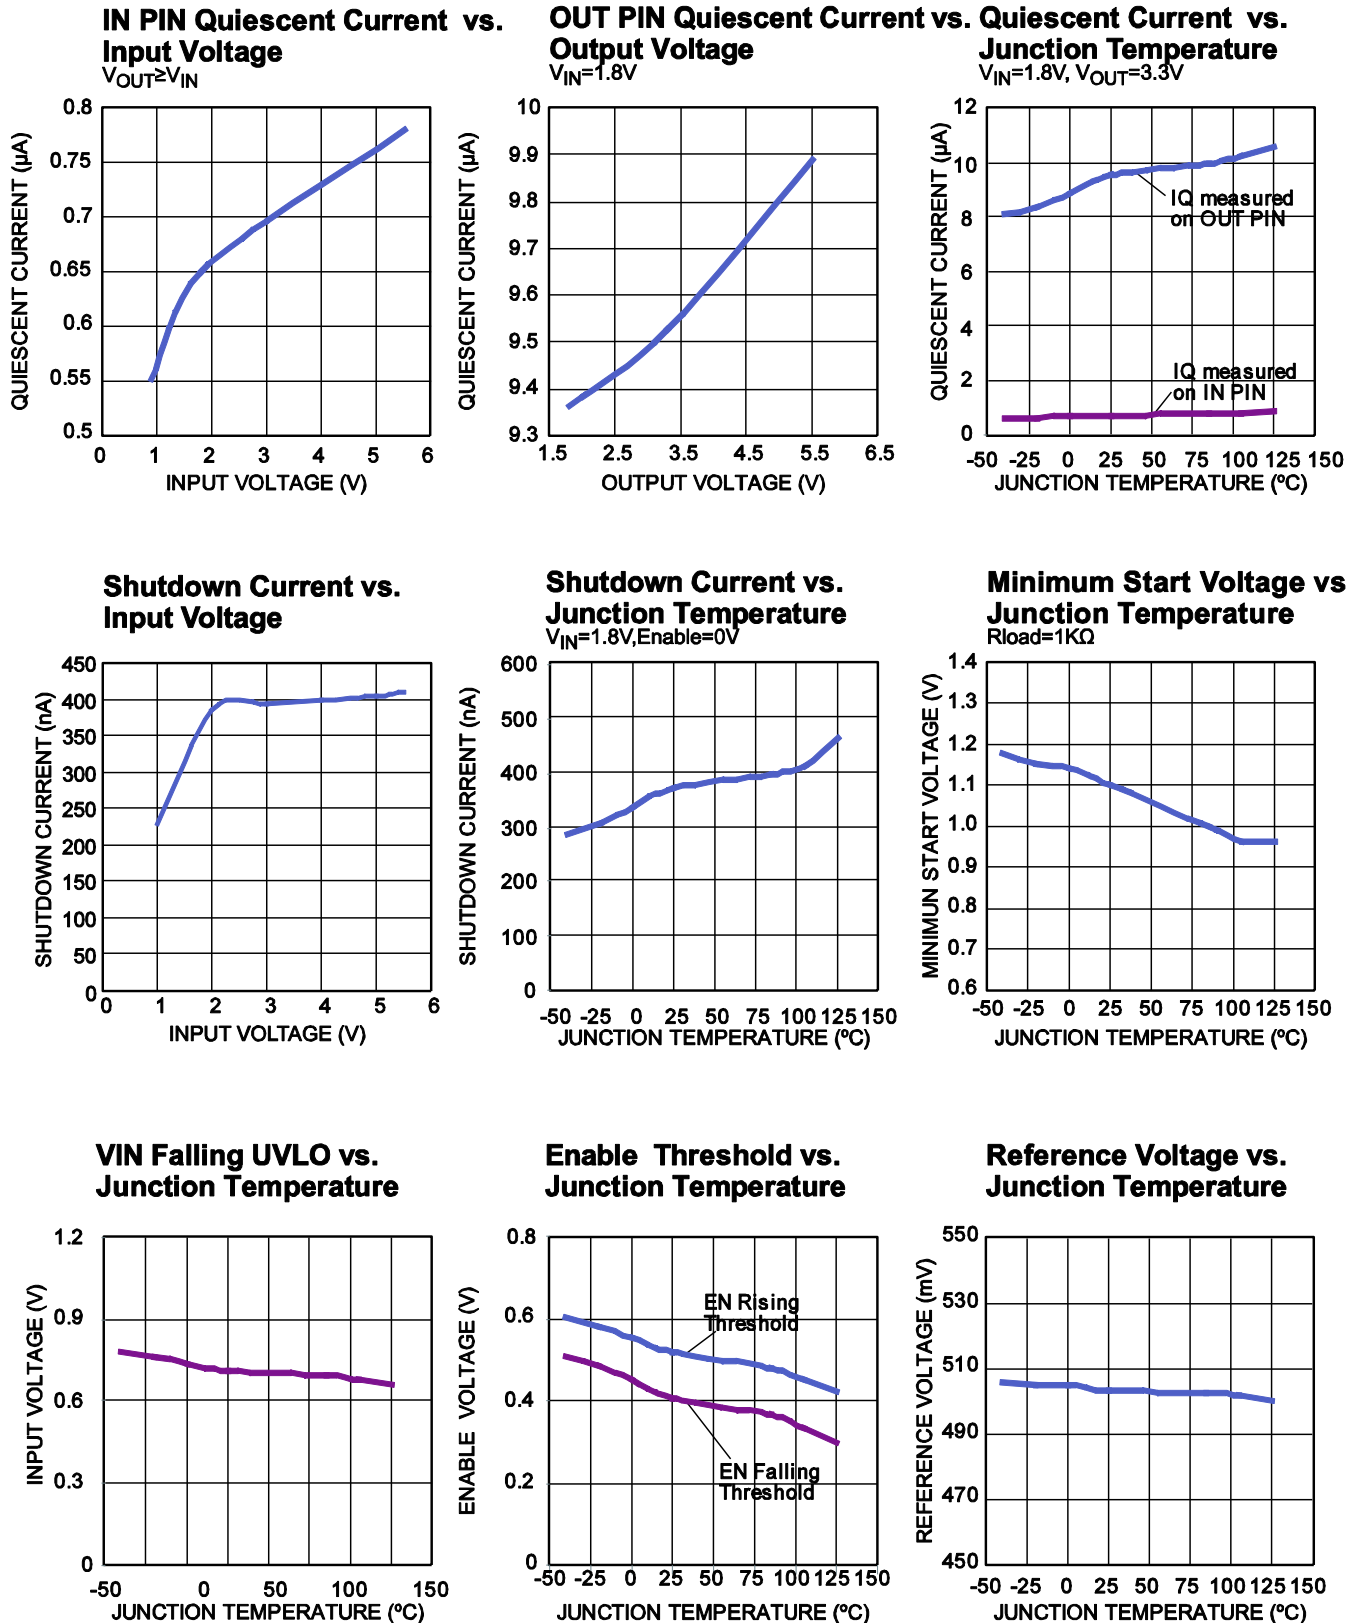 IN PIN Quiescent Current vs.
Input Voltage
VOUT≥VIN
QUIESCENT CURRENT (µA)
0.8
0.75
0.7
0.65
0.6
0.55
0.5
0 1 2 3 4 5 6
INPUT VOLTAGE (V)
OUT PIN Quiescent Current vs.
Output Voltage
VIN=1.8V
QUIESCENT CURRENT (µA)
10
9.9
9.8
9.7
9.6
9.5
9.4
9.3
1.5 2.5 3.5 4.5 5.5 6.5
OUTPUT VOLTAGE (V)
Quiescent Current vs.
Junction Temperature
VIN=1.8V, VOUT=3.3V
QUIESCENT CURRENT (µA)
12
10
8
6
4
2
0
IQ measured
on OUT PIN
IQ measured
on IN PIN
-50 -25 0 25 50 75 100 125 150
JUNCTION TEMPERATURE (ºC)
Shutdown Current vs.
Input Voltage
SHUTDOWN CURRENT (nA)
450
400
350
300
250
200
150
100
50
0
0 1 2 3 4 5 6
INPUT VOLTAGE (V)
Shutdown Current vs.
Junction Temperature
VIN=1.8V,Enable=0V
SHUTDOWN CURRENT (nA)
600
500
400
300
200
100
0
-50 -25 0 25 50 75 100 125 150
JUNCTION TEMPERATURE (ºC)
Minimum Start Voltage vs
Junction Temperature
Rload=1KΩ
MINIMUN START VOLTAGE (V)
1.4
1.3
1.2
1.1
1.0
0.9
0.8
0.7
0.6
-50 -25 0 25 50 75 100 125 150
JUNCTION TEMPERATURE (ºC)
VIN Falling UVLO vs.
Junction Temperature
INPUT VOLTAGE (V)
1.2
0.9
0.6
0.3
0
-50 0 50 100 150
JUNCTION TEMPERATURE (ºC)
Enable Threshold vs.
Junction Temperature
ENABLE VOLTAGE (V)
0.8
0.6
0.4
0.2
0
EN Rising
Threshold
EN Falling
Threshold
-50 -25 0 25 50 75 100 125 150
JUNCTION TEMPERATURE (ºC)
Reference Voltage vs.
Junction Temperature
REFERENCE VOLTAGE (mV)
550
530
510
490
470
450
-50 -25 0 25 50 75 100 125 150
JUNCTION TEMPERATURE (ºC)